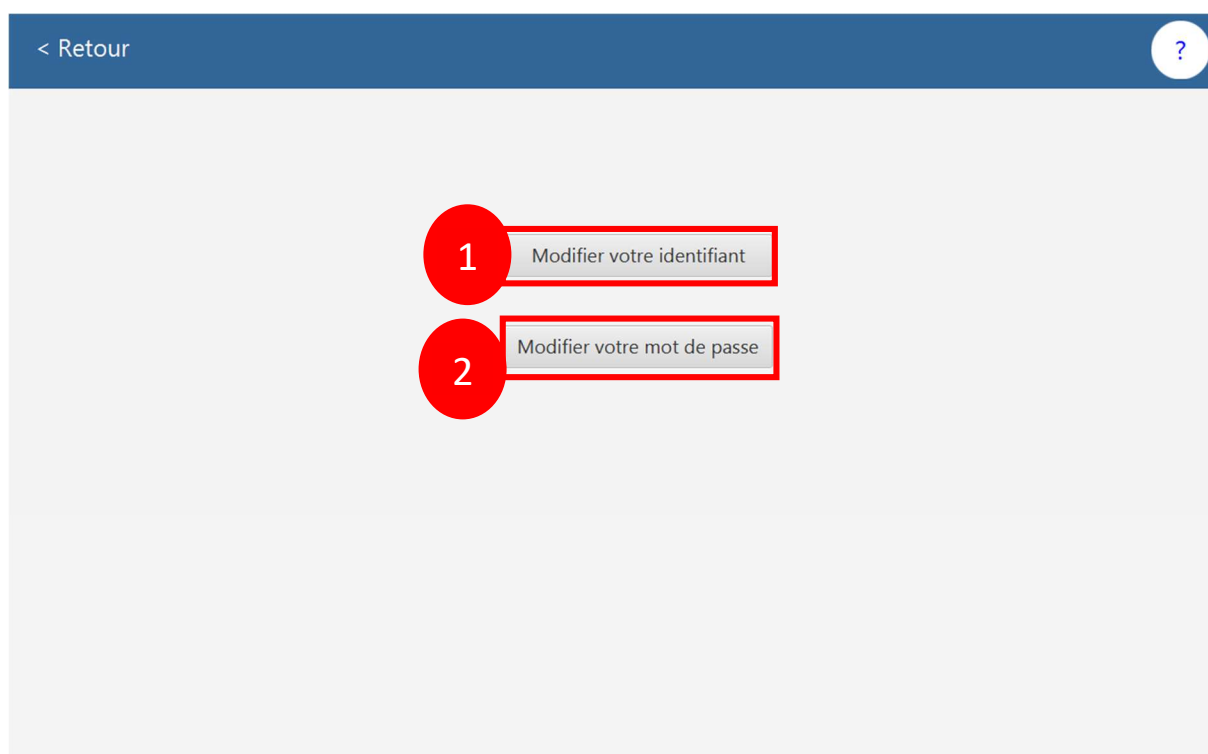 < Retour
?
1
Modifier votre identifiant
2
Modifier votre mot de passe